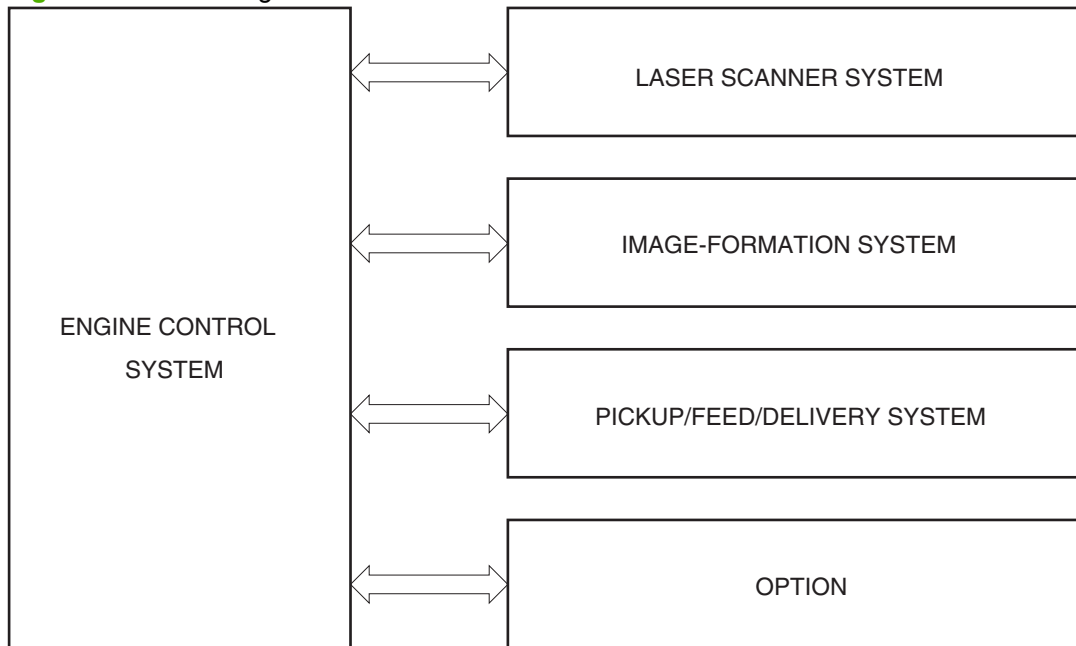 LASER SCANNER SYSTEM
IMAGE-FORMATION SYSTEM
ENGINE CONTROL
SYSTEM
PICKUP/FEED/DELIVERY SYSTEM
OPTION